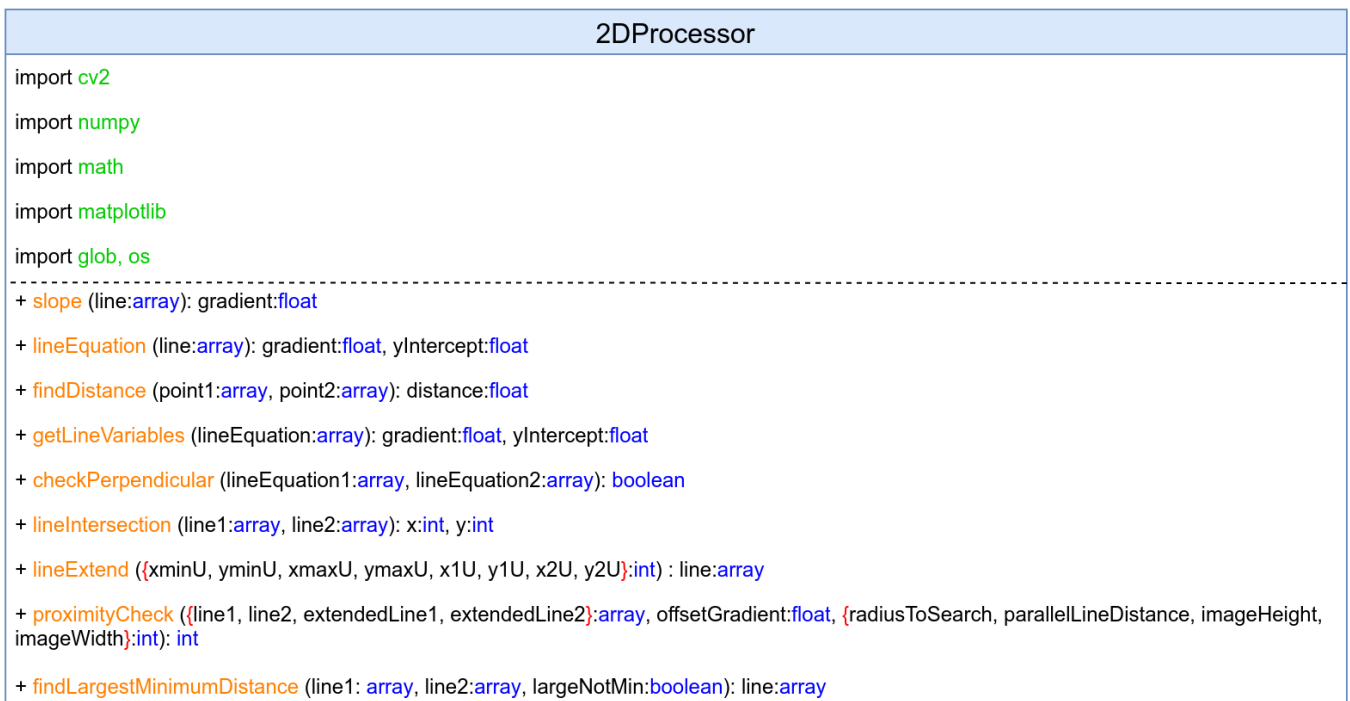 2DProcessor
import cv2
import numpy
import math
import matplotlib
import glob, os
+ slope (line:array): gradient:float
+ lineEquation (line:array): gradient:float, yIntercept:float
+ findDistance (point1:array, point2:array): distance:float
+ getLineVariables (lineEquation:array): gradient:float, yIntercept:float
+ checkPerpendicular (lineEquation1:array, lineEquation2:array): boolean
+ lineIntersection (line1:array, line2:array): x:int, y:int
+ lineExtend ({xminU, yminU, xmaxU, ymaxU, x1U, y1U, x2U, y2U}:int) : line:array
+ proximityCheck ({line1, line2, extendedLine1, extendedLine2}:array, offsetGradient:float, {radiusToSearch, parallelLineDistance, imageHeight,
imageWidth}:int): int
+ findLargestMinimumDistance (line1: array, line2:array, largeNotMin:boolean): line:array